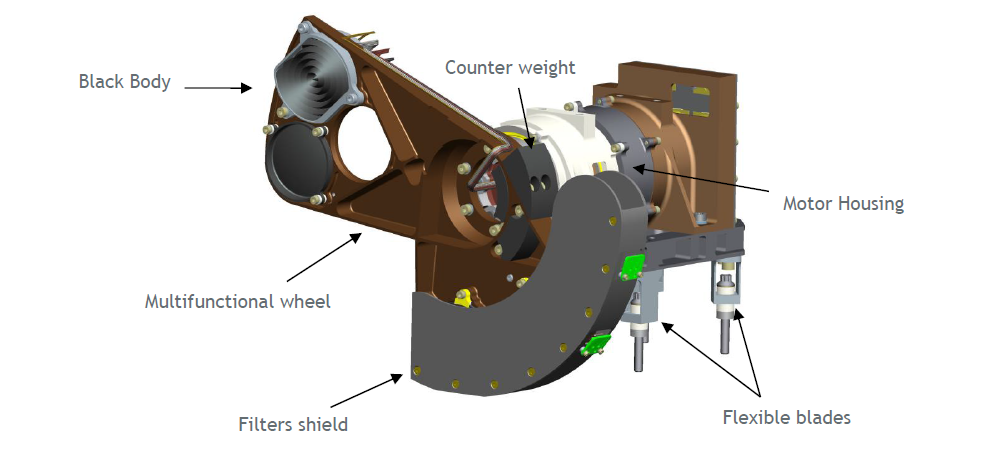 Counter weight
Black Body
Motor Housing
Multifunctional wheel
Filters shield
Flexible blades